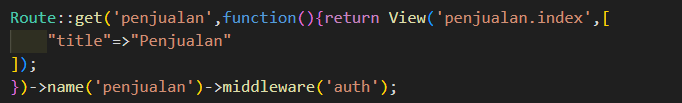 Route::get('penjualan',function(){return View('penjualan.index',[
    "title"=>"Penjualan"
]);
})->name('penjualan')->middleware('auth');